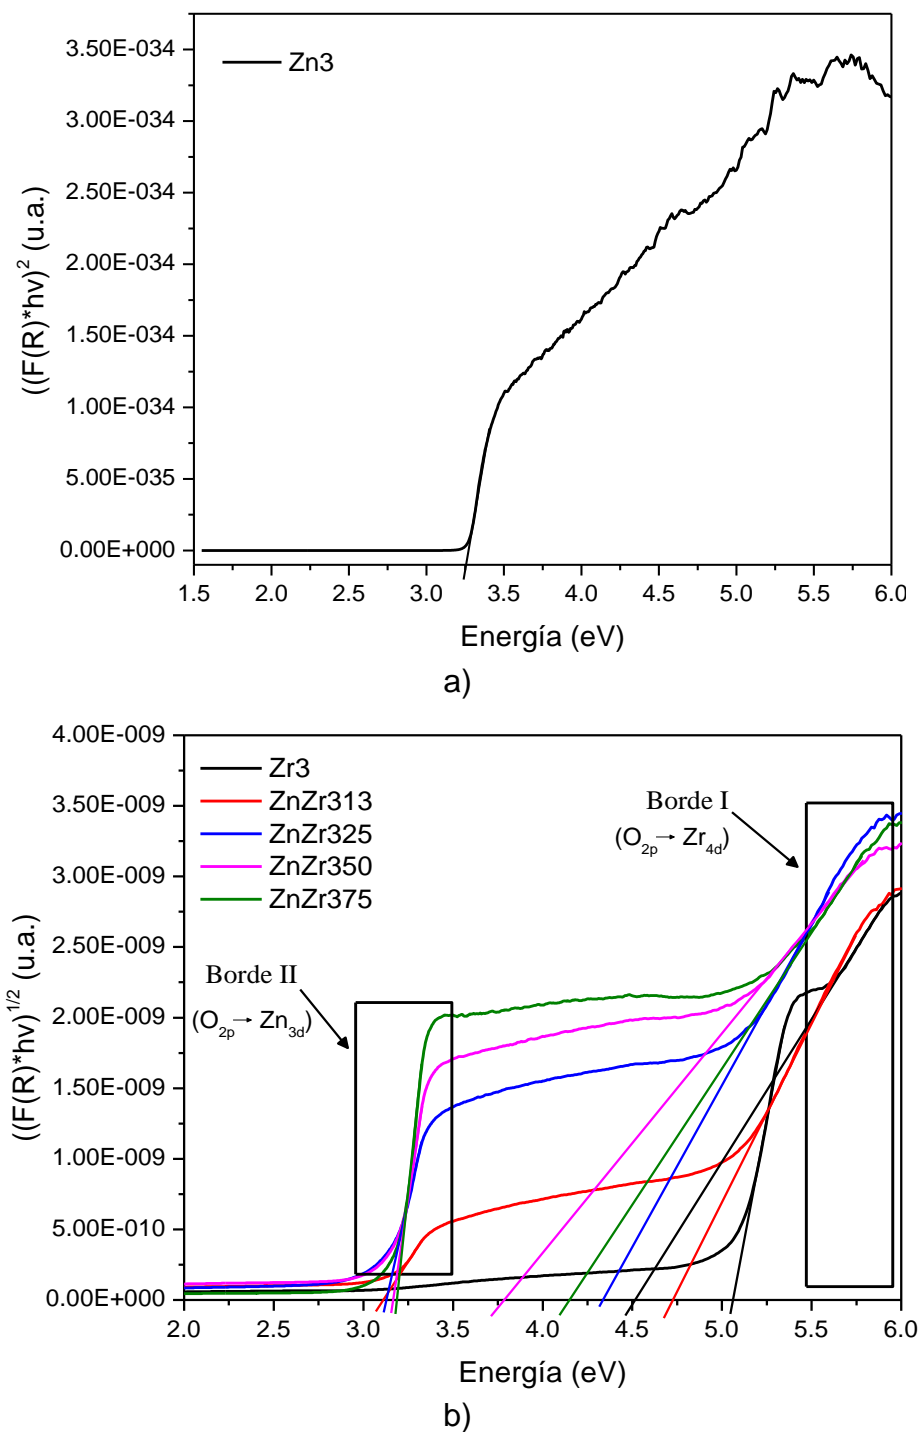 Zn3
3.50E-034
3.00E-034
2.50E-034
2.00E-034
1.50E-034
1.00E-034
5.00E-035
0.00E+000
((F(R)*hv)^2 (u.a.)
1.5 2.0 2.5 3.0 3.5 4.0 4.5 5.0 5.5 6.0
Energía (eV)
a)
4.00E-009
3.50E-009
3.00E-009
2.50E-009
2.00E-009
1.50E-009
1.00E-009
5.00E-010
0.00E+000
((F(R)*hv)^1/2 (u.a.)
Zr3
ZnZr313
ZnZr325
ZnZr350
ZnZr375
Borde I
(O2p→ Zr4d)
Borde II
(O2p→ Zn3d)
2.0 2.5 3.0 3.5 4.0 4.5 5.0 5.5 6.0
Energía (eV)
b)